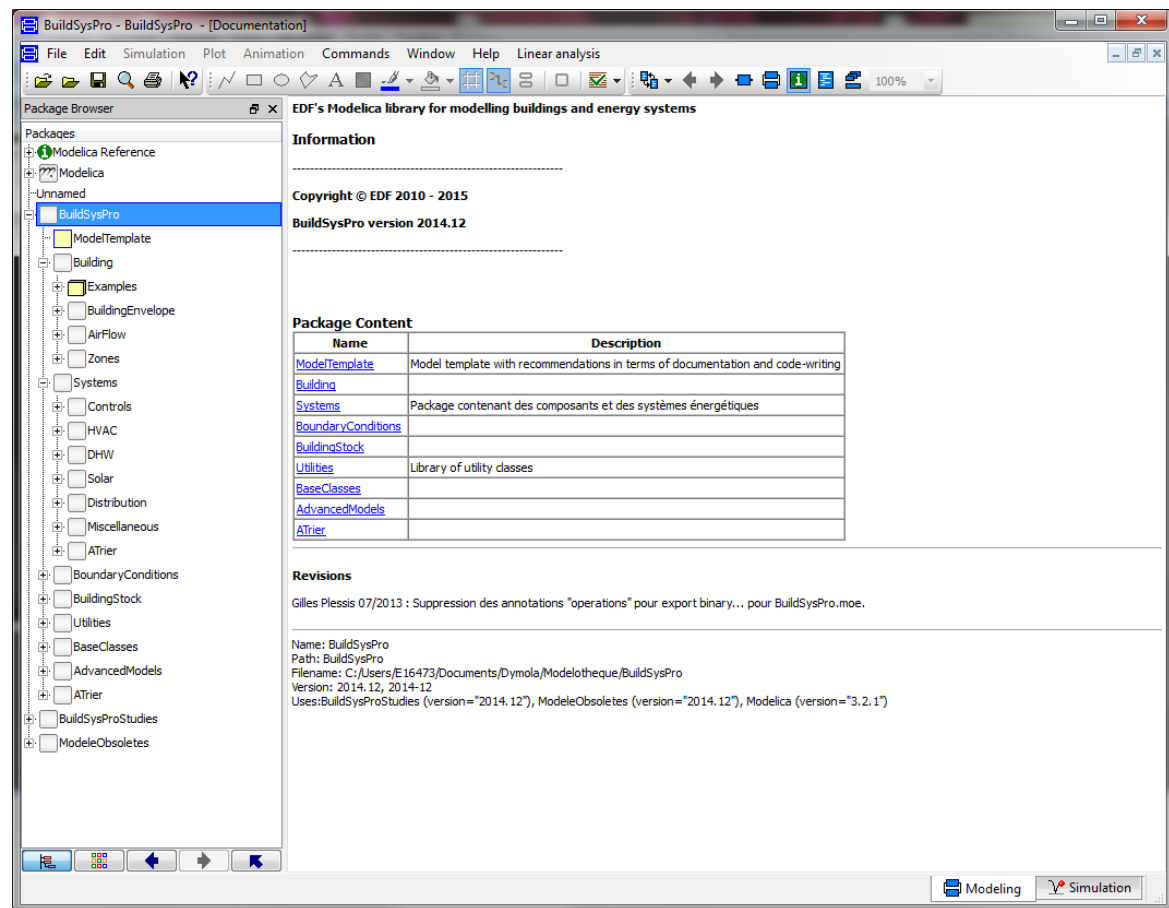 BuildSysPro - BuildSysPro - [Documentation]
File Edit Simulation Plot Animation Commands Window Help Linear analysis
A 100%
Package Browser
Packages
Modelica Reference
Modelica
Unnamed
BuildSysPro
ModelTemplate
Building
Examples
BuildingEnvelope
AirFlow
Zones
Systems
Controls
HVAC
DHW
Solar
Distribution
Miscellaneous
ATrier
BoundaryConditions
BuildingStock
Utilities
BaseClasses
AdvancedModels
ATrier
BuildSysProStudies
ModeleObsoletes
EDF's Modelica library for modelling buildings and energy systems
Information
----------------------------------------------------------------
Copyright © EDF 2010 - 2015
BuildSysPro version 2014.12
----------------------------------------------------------------
Package Content
Name Description
ModelTemplate Model template with recommendations in terms of documentation and code-writing
Building
Systems Package contenant des composants et des systèmes énergétiques
BoundaryConditions
BuildingStock
Utilities Library of utility classes
BaseClasses
AdvancedModels
ATrier
Revisions
Gilles Plessis 07/2013 : Suppression des annotations "operations" pour export binary... pour BuildSysPro.moe.
Name: BuildSysPro
Path: BuildSysPro
Filename: C:/Users/E16473/Documents/Dymola/Modelotheque/BuildSysPro
Version: 2014.12, 2014-12
Uses:BuildSysProStudies (version="2014.12"), ModeleObsoletes (version="2014.12"), Modelica (version="3.2.1")
Modeling Simulation